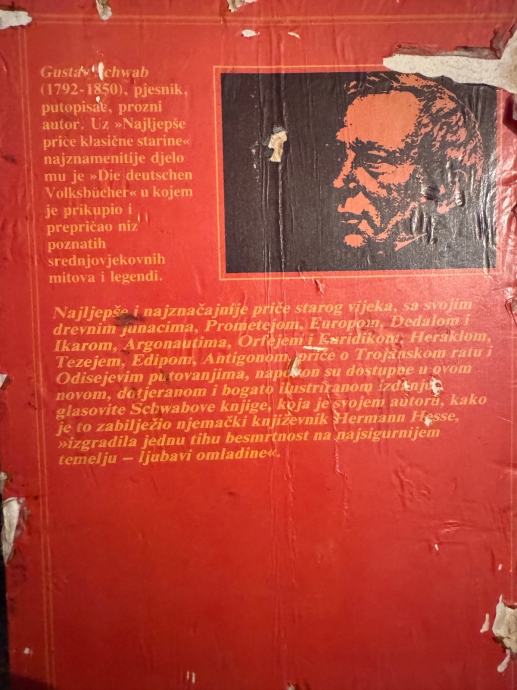 Gustav Schwab
(1792-1850), pjesnik,
putopisac, prozni
autor. Uz »Najljepše
priče klasične starine«
najznamenitije djelo
mu je »Die deutschen
Volksbücher« u kojem
je prikupio i
prepričao niz
poznatih
srednjovjekovnih
mitova i legendi.
Najljepše i najznačajnije priče starog vijeka, sa svojim
drevnim junacima, Prometejom, Europom, Dedalom i
Ikarom, Argonautima, Orfejem i Euridikom, Heraklom,
Tezejem, Edipom, Antigonom, priče o Trojanskom ratu i
Odisejevim putovanjima, napokon su dostupne u ovom
novom, dotjeranom i bogato ilustriranom izdanju
glasovite Schwabove knjige, koja je svojem autoru, kako
je to zabilježio njemački književnik Hermann Hesse,
»izgradila jednu tihu besmrtnost na najsigurnijem
temelju – ljubavi omladine«.